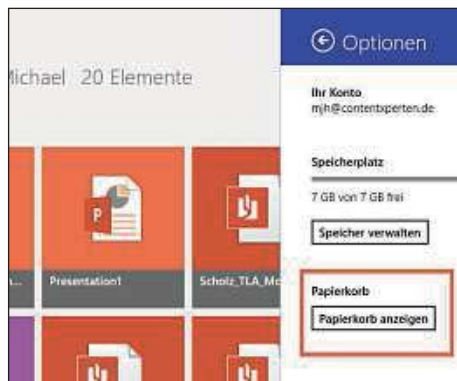 Michael 20 Elemente
Presentation1
Scholz_TLA_Mo
Optionen
Ihr Konto
mjh@contentxperten.de
Speicherplatz
7 GB von 7 GB frei
Speicher verwalten
Papierkorb
Papierkorb anzeigen